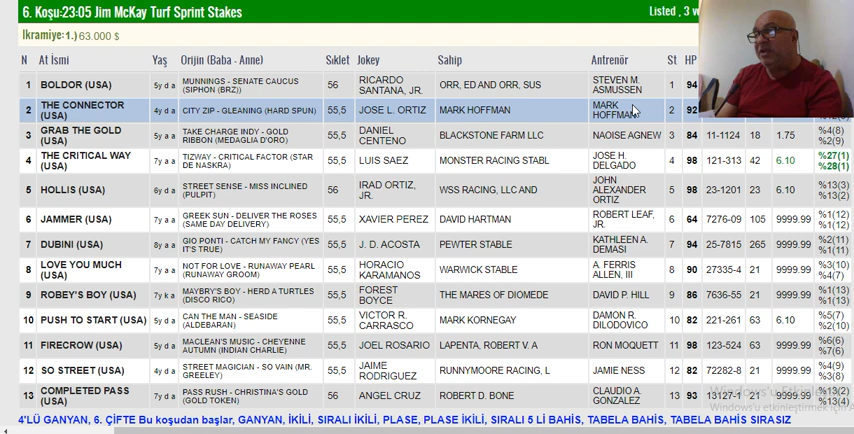 6. Koşu:23:05 Jim McKay Turf Sprint Stakes Listed , 3 ve
Ikramiye:1.) 63.000 $
N At İsmi Yaş Orijin (Baba - Anne) Sıklet Jokey Sahip Antrenör St HP
1 BOLDOR (USA) 5y d a MUNNINGS - SENATE CAUCUS (SIPHON (BRZ)) 56 RICARDO SANTANA, JR. ORR, ED AND ORR, SUS STEVEN M. ASMUSSEN 1 94
2 THE CONNECTOR (USA) 4y d a CITY ZIP - GLEANING (HARD SPUN) 55,5 JOSE L. ORTIZ MARK HOFFMAN MARK HOFFMAN 2 92
3 GRAB THE GOLD (USA) 5y a a TAKE CHARGE INDY - GOLD RIBBON (MEDAGLIA D'ORO) 55,5 DANIEL CENTENO BLACKSTONE FARM LLC NAOISE AGNEW 3 84 11-1124 18 1.75 %4(8) %2(9)
4 THE CRITICAL WAY (USA) 7y a a TIZWAY - CRITICAL FACTOR (STAR DE NASKRA) 55,5 LUIS SAEZ MONSTER RACING STABL JOSE H. DELGADO 4 98 121-313 42 6.10 %27(1) %28(1)
5 HOLLIS (USA) 6y d a STREET SENSE - MISS INCLINED (PULPIT) 56 IRAD ORTIZ, JR. WSS RACING, LLC AND JOHN ALEXANDER ORTIZ 5 98 23-1201 23 6.10 %13(3) %13(2)
6 JAMMER (USA) 7y a a GREEK SUN - DELIVER THE ROSES (SAME DAY DELIVERY) 55,5 XAVIER PEREZ DAVID HARTMAN ROBERT LEAF, JR. 6 64 7276-09 105 9999.99 %1(12) %1(12)
7 DUBINI (USA) 8y a a GIO PONTI - CATCH MY FANCY (YES IT'S TRUE) 55,5 J. D. ACOSTA PEWTER STABLE KATHLEEN A. DEMASI 7 94 25-7815 265 9999.99 %2(11) %1(11)
8 LOVE YOU MUCH (USA) 7y a a NOT FOR LOVE - RUNAWAY PEARL (RUNAWAY GROOM) 55,5 HORACIO KARAMANOS WARWICK STABLE A. FERRIS ALLEN, III 8 90 27335-4 21 9999.99 %3(10) %4(7)
9 ROBEY'S BOY (USA) 7y k a MAYBRY'S BOY - HERD A TURTLES (DISCO RICO) 55,5 FOREST BOYCE THE MARES OF DIOMEDE DAVID P. HILL 9 86 7636-55 21 9999.99 %1(13) %1(13)
10 PUSH TO START (USA) 5y d a CAN THE MAN - SEASIDE (ALDEBARAN) 55,5 VICTOR R. CARRASCO MARK KORNEGAY DAMON R. DILODOVICO 10 82 221-261 63 6.10 %5(7) %2(10)
11 FIRECROW (USA) 5y d a MACLEAN'S MUSIC - CHEYENNE AUTUMN (INDIAN CHARLIE) 55,5 JOEL ROSARIO LAPENTA, ROBERT V. A RON MOQUETT 11 98 123-524 63 9999.99 %6(6) %7(6)
12 SO STREET (USA) 4y d a STREET MAGICIAN - SO VAIN (MR. GREELEY) 55,5 JAIME RODRIGUEZ RUNNYMOORE RACING, L JAMIE NESS 12 82 72282-8 21 9999.99 %4(9) %3(8)
13 COMPLETED PASS (USA) 7y d a PASS RUSH - CHRISTINA'S GOLD (GOLD TOKEN) 56 ANGEL CRUZ ROBERT D. BONE CLAUDIO A. GONZALEZ 13 93 13127-1 21 9999.99 %13(2) %13(4)
4'LÜ GANYAN, 6. ÇİFTE Bu koşudan başlar, GANYAN, İKİLİ, SIRALI İKİLİ, PLASE, PLASE İKİLİ, SIRALI 5 Lİ BAHİS, TABELA BAHİS, TABELA BAHİS SIRASIZ